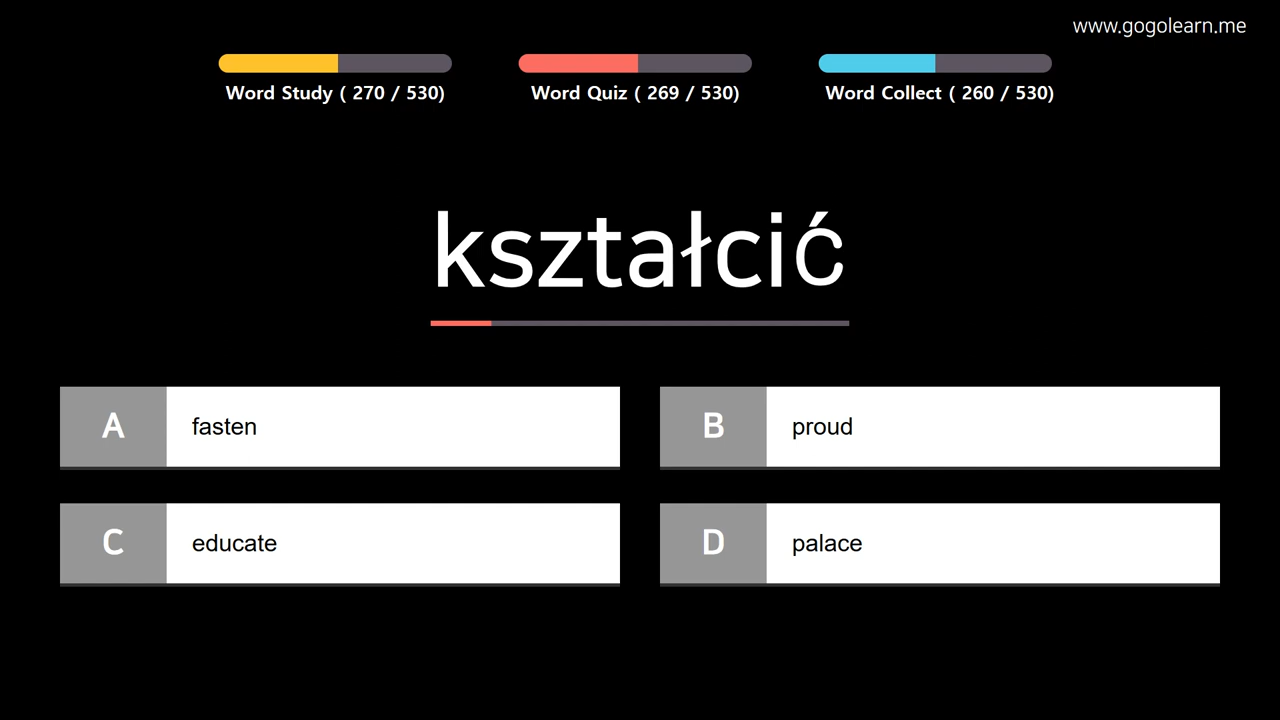 www.gogolearn.me
Word Study ( 270 / 530)
Word Quiz ( 269 / 530)
Word Collect ( 260 / 530)
kształcić
A fasten
B proud
C educate
D palace